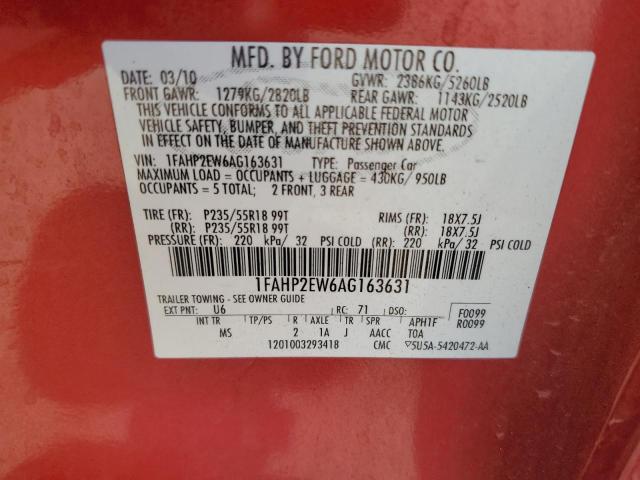 MFD. BY FORD MOTOR CO.
DATE: 03/10 GVWR: 2386KG/5260LB
FRONT GAWR: 1279KG/2820LB REAR GAWR: 1143KG/2520LB
THIS VEHICLE CONFORMS TO ALL APPLICABLE FEDERAL MOTOR
VEHICLE SAFETY, BUMPER, AND THEFT PREVENTION STANDARDS
IN EFFECT ON THE DATE OF MANUFACTURE SHOWN ABOVE.
VIN: 1FAHP2EW6AG163631 TYPE: Passenger Car
MAXIMUM LOAD = OCCUPANTS + LUGGAGE = 430KG/ 950LB
OCCUPANTS = 5 TOTAL; 2 FRONT, 3 REAR
TIRE (FR): P235/55R18 99T RIMS (FR): 18X7.5J
(RR): P235/55R18 99T (RR): 18X7.5J
PRESSURE (FR): 220 kPa/ 32 PSI COLD (RR): 220 kPa/ 32 PSI COLD
1FAHP2EW6AG163631
TRAILER TOWING - SEE OWNER GUIDE
EXT PNT: U6 RC: 71 DSO: F0099
R0099
INT TR TP/PS R AXLE TR SPR APH1F
MS 2 1A J AACC TOA
1201003293418 CMC ▽5U5A-5420472-AA